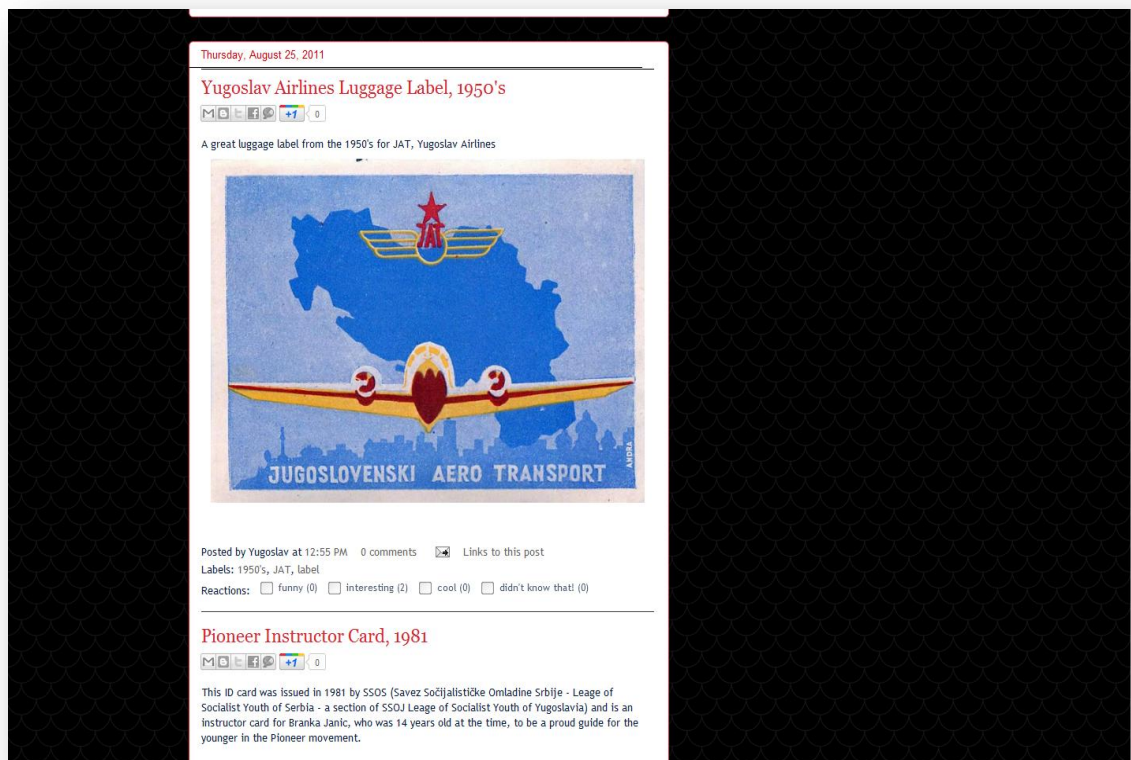 Thursday, August 25, 2011
Yugoslav Airlines Luggage Label, 1950's
+1 0
A great luggage label from the 1950's for JAT, Yugoslav Airlines
JAT
ANDRA
JUGOSLOVENSKI AERO TRANSPORT
Posted by Yugoslav at 12:55 PM 0 comments Links to this post
Labels: 1950's, JAT, label
Reactions: funny (0) interesting (2) cool (0) didn't know that! (0)
Pioneer Instructor Card, 1981
+1 0
This ID card was issued in 1981 by SSOS (Savez Sočijalističke Omladine Srbije - Leage of
Socialist Youth of Serbia - a section of SSOJ Leage of Socialist Youth of Yugoslavia) and is an
instructor card for Branka Janic, who was 14 years old at the time, to be a proud guide for the
younger in the Pioneer movement.